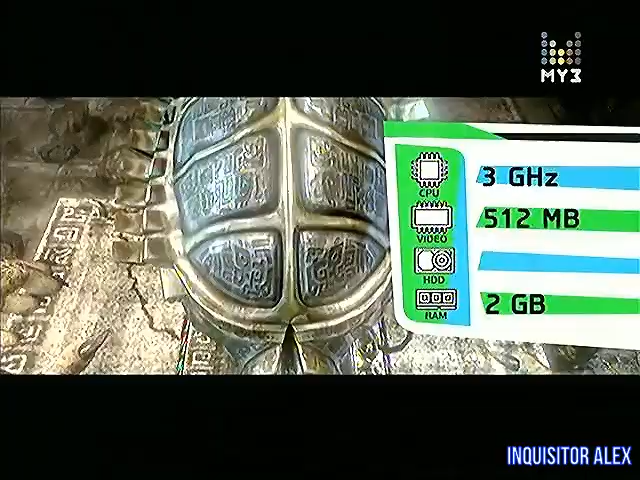 МУЗ
3 GHz
CPU
512 MB
VIDEO
HDD
2 GB
RAM
INQUISITOR ALEX